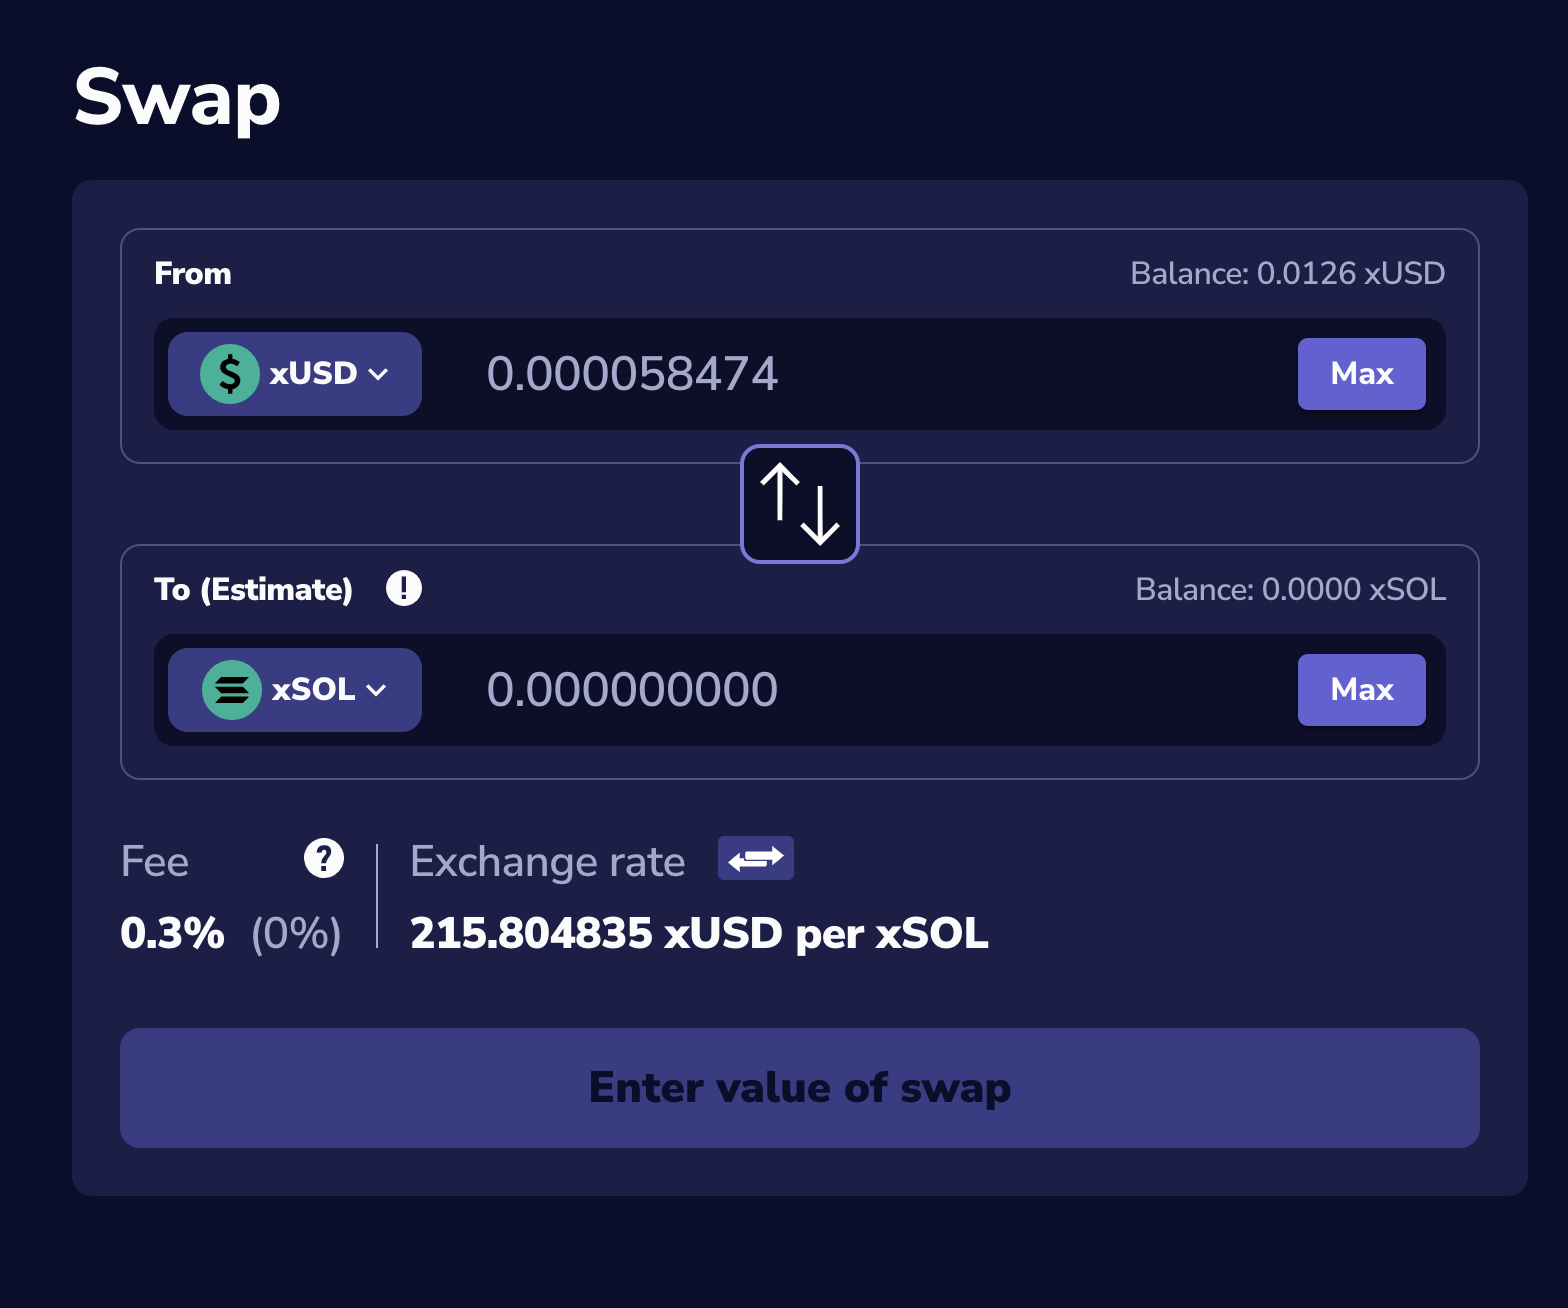 Swap
From
Balance: 0.0126 xUSD
$ xUSD
0.000058474
Max
To (Estimate) !
Balance: 0.0000 xSOL
xSOL
0.000000000
Max
Fee ?
Exchange rate
0.3% (0%)
215.804835 xUSD per xSOL
Enter value of swap